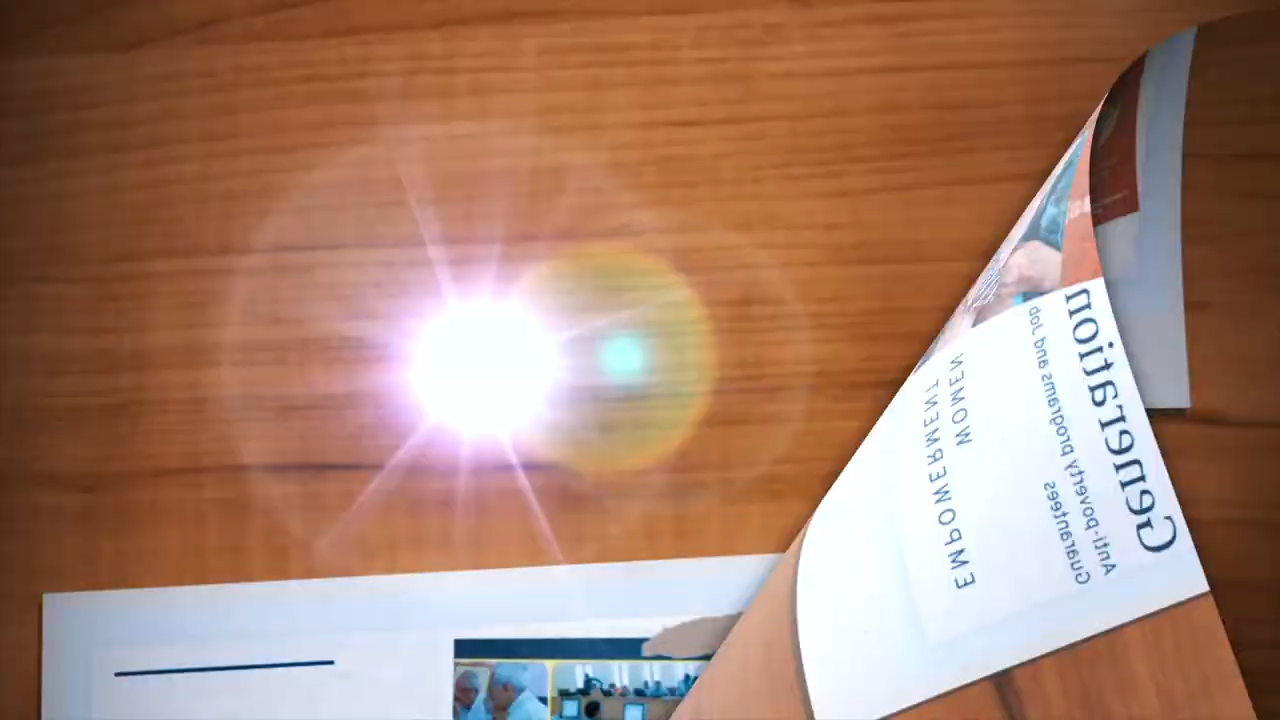 Generation
Anti-poverty programs and Job
Guarantees
WOMEN
EMPOWERMENT